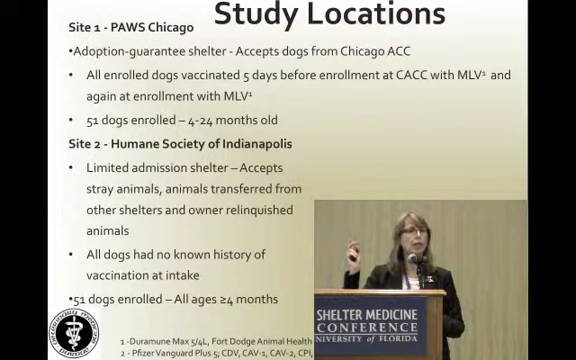 Study Locations
Site 1 - PAWS Chicago
•Adoption-guarantee shelter - Accepts dogs from Chicago ACC
• All enrolled dogs vaccinated 5 days before enrollment at CACC with MLV¹ and
again at enrollment with MLV¹
• 51 dogs enrolled – 4-24 months old
Site 2 - Humane Society of Indianapolis
• Limited admission shelter – Accepts
stray animals, animals transferred from
other shelters and owner relinquished
animals
• All dogs had no known history of
vaccination at intake
•51 dogs enrolled – All ages ≥4 months
1 -Duramune Max 5/4L, Fort Dodge Animal Health
2 - Pfizer Vanguard Plus 5; CDV, CAV-1, CAV-2, CPI,
SHELTER MEDICINE
CONFERENCE
UNIVERSITY OF FLORIDA